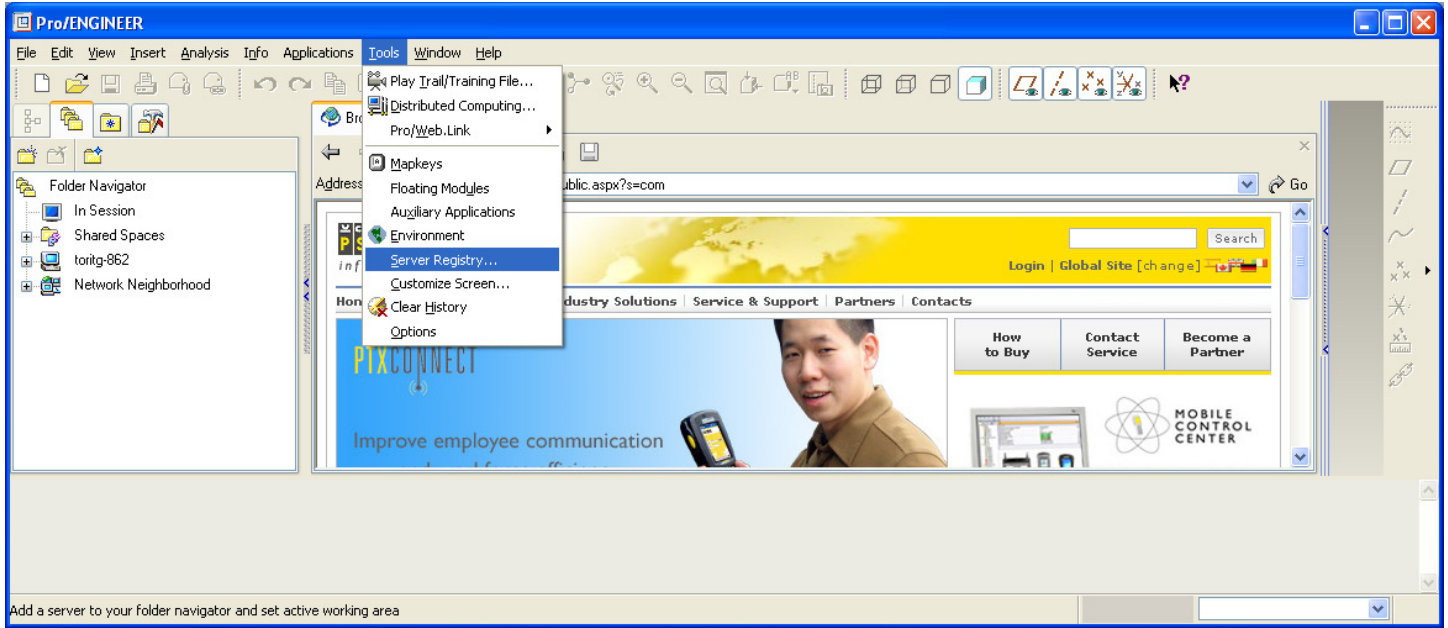 Pro/ENGINEER
File Edit View Insert Analysis Info Applications Tools Window Help
Play Trail/Training File...
Distributed Computing...
Pro/Web.Link
Mapkeys
Floating Modules
Auxiliary Applications
Environment
Server Registry...
Customize Screen...
Clear History
Options
Folder Navigator
In Session
Shared Spaces
toritg-862
Network Neighborhood
Address ublic.aspx?s=com Go
Search
Login | Global Site [change]
dustry Solutions | Service & Support | Partners | Contacts
PTXCONNECT
Improve employee communication
How to Buy
Contact Service
Become a Partner
MOBILE
CONTROL
CENTER
Add a server to your folder navigator and set active working area